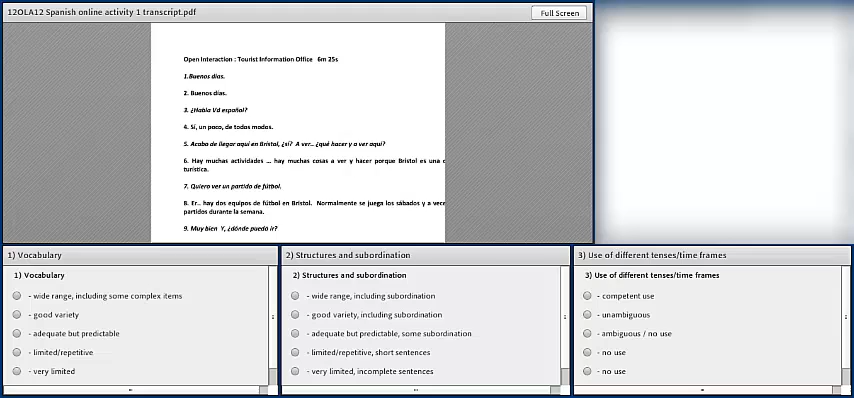 12OLA12 Spanish online activity 1 transcript.pdf
Full Screen
Open Interaction : Tourist Information Office 6m 25s
1.Buenos días.
2. Buenos días.
3. ¿Habla Vd español?
4. Sí, un poco, de todos modos.
5. Acabo de llegar aquí en Bristol, ¿sí? A ver.. ¿qué hacer y a ver aquí?
6. Hay muchas actividades ... hay muchas cosas a ver y hacer porque Bristol es una
turística.
7. Quiero ver un partido de fútbol.
8. Er.. hay dos equipos de fútbol en Bristol. Normalmente se juega los sábados y a vece
partidos durante la semana.
9. Muy bien Y, ¿dónde puedo ir?
1) Vocabulary
1) Vocabulary
- wide range, including some complex items
- good variety
- adequate but predictable
- limited/repetitive
- very limited
2) Structures and subordination
2) Structures and subordination
- wide range, including subordination
- good variety, including subordination
- adequate but predictable, some subordination
- limited/repetitive, short sentences
- very limited, incomplete sentences
3) Use of different tenses/time frames
3) Use of different tenses/time frames
- competent use
- unambiguous
- ambiguous / no use
- no use
- no use